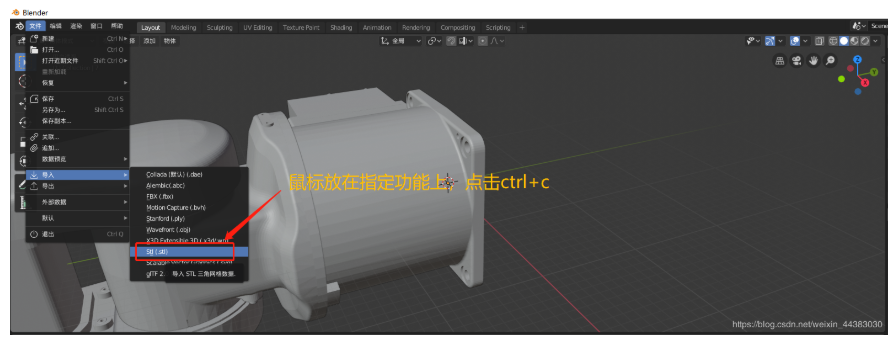 Blender
文件 编辑 渲染 窗口 帮助 Layout Modeling Sculpting UV Editing Texture Paint Shading Animation Rendering Compositing Scripting + Scene
添加 物体 全局
新建 Ctrl N
打开... Ctrl O
打开近期文件 Shift Ctrl O
恢复
保存 Ctrl S
另存为... Shift Ctrl S
保存副本...
关联...
追加...
数据预览
导入
导出
外部数据
默认
退出 Ctrl Q
Collada (默认) (.dae)
Alembic(.abc)
FBX (.fbx)
Motion Capture (.bvh)
Stanford (.ply)
Wavefront (.obj)
X3D Extensible 3D (.x3d/.wrl)
Stl (.stl)
glTF 2.
导入 STL 三角网格数据.
鼠标放在指定功能上 点击ctrl+c
Z
Y
X
https://blog.csdn.net/weixin_44383030